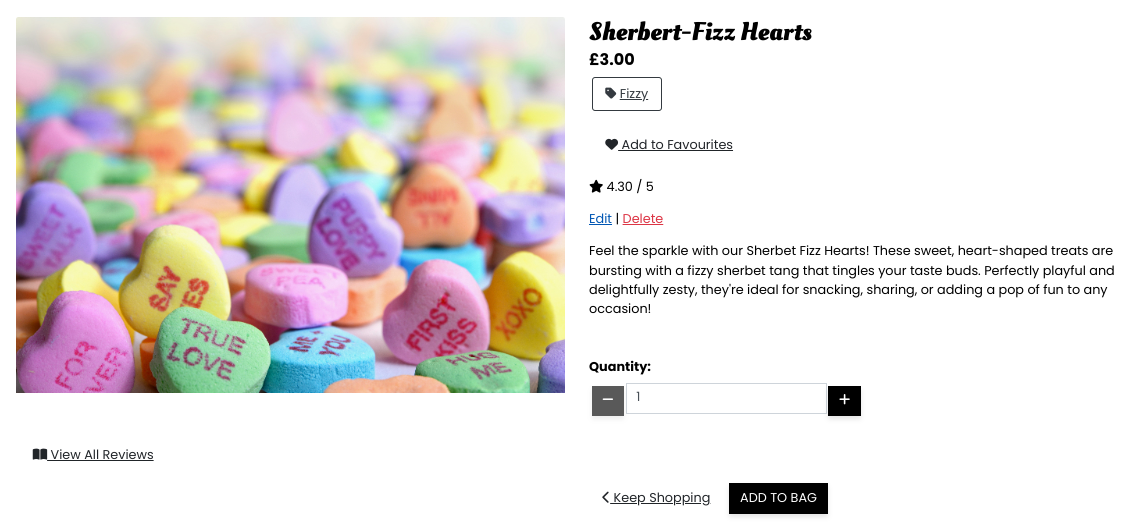 SWEET
TALK
SAY
YES
PUPPY
LOVE
SWEET
PEA
TRUE
LOVE
ME +
YOU
FIRST
KISS
XOXO
HUG
ME
FOR
EVER
View All Reviews
Sherbert-Fizz Hearts
£3.00
Fizzy
Add to Favourites
4.30 / 5
Edit | Delete
Feel the sparkle with our Sherbet Fizz Hearts! These sweet, heart-shaped treats are
bursting with a fizzy sherbet tang that tingles your taste buds. Perfectly playful and
delightfully zesty, they're ideal for snacking, sharing, or adding a pop of fun to any
occasion!
Quantity:
1
Keep Shopping
ADD TO BAG